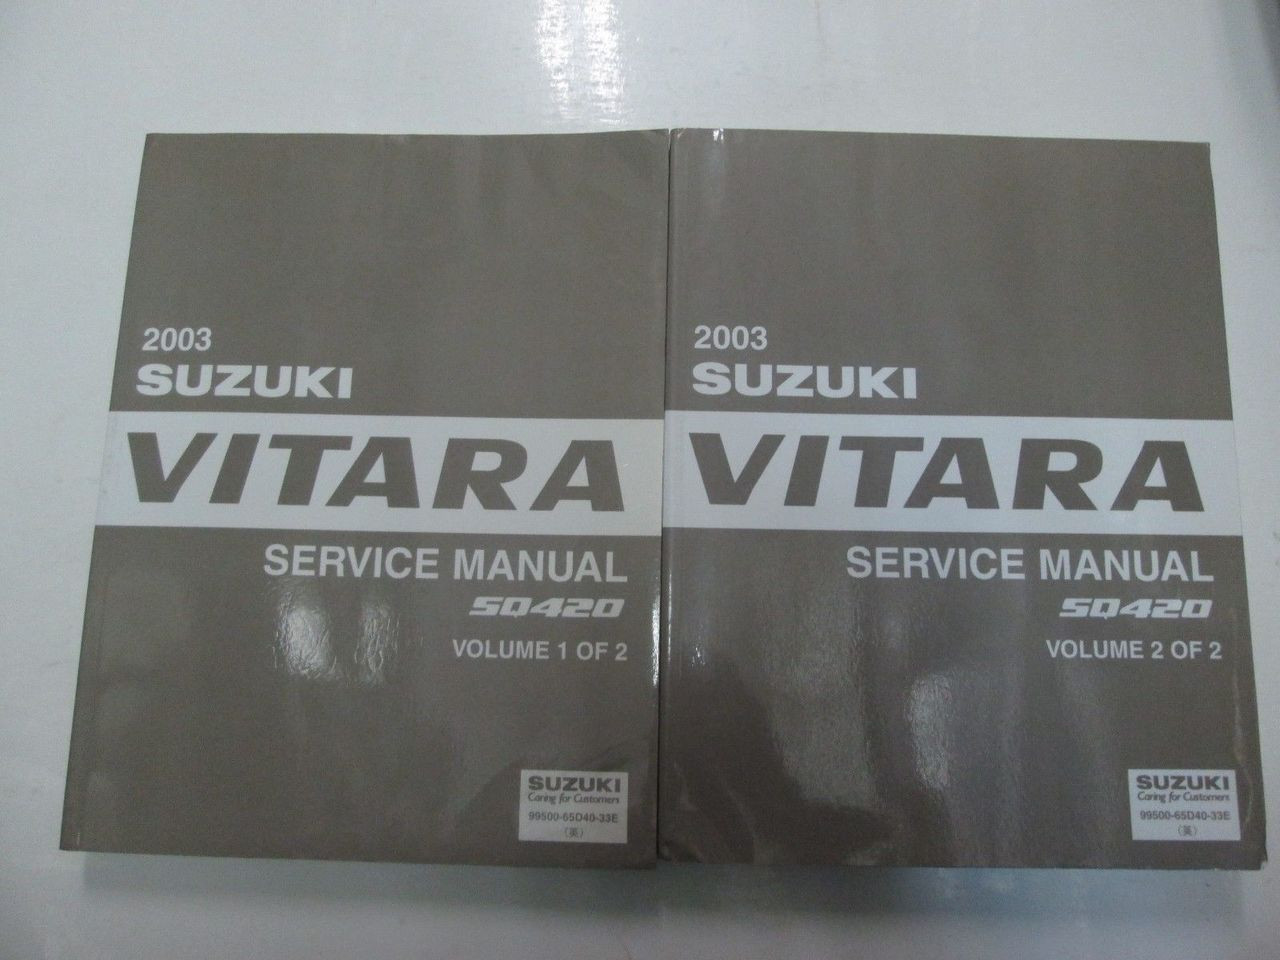 2003
SUZUKI
VITARA
SERVICE MANUAL
SQ420
VOLUME 1 OF 2
SUZUKI
Caring for Customers
99500-65D40-33E
(英)
2003
SUZUKI
VITARA
SERVICE MANUAL
SQ420
VOLUME 2 OF 2
SUZUKI
Caring for Customers
99500-65D40-33E
(英)